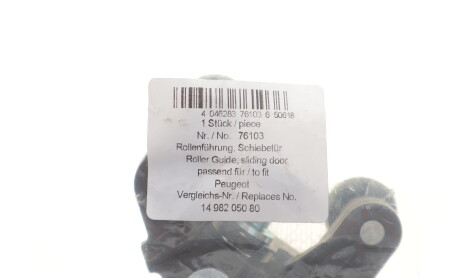 4 046283 76103 6 50618
1 Stück / piece
Nr. / No. 76103
Rollenführung, Schiebetür
Roller Guide, sliding door
passend für / to fit
Peugeot
Vergleichs-Nr. / Replaces No.
14 982 050 80